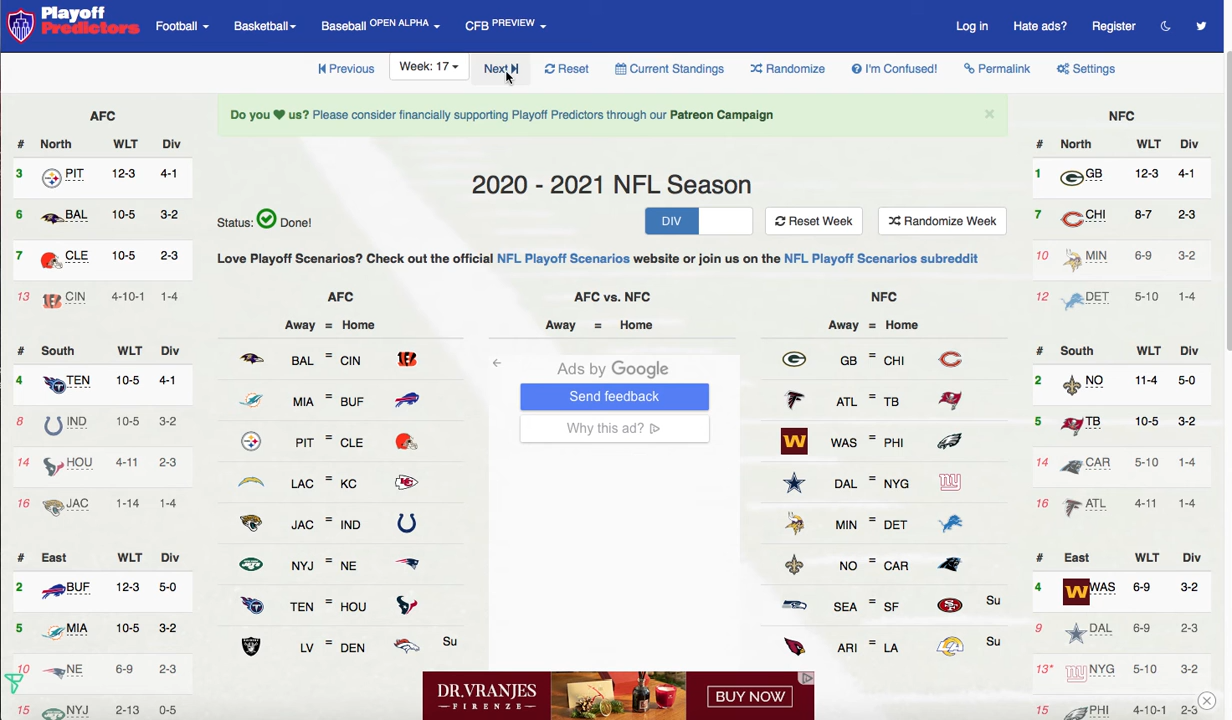 Playoff
Predictors
Football
Basketball
Baseball OPEN ALPHA
CFB PREVIEW
Log in
Hate ads?
Register
Previous
Week: 17
Next
Reset
Current Standings
Randomize
I'm Confused!
Permalink
Settings
Do you us? Please consider financially supporting Playoff Predictors through our Patreon Campaign
×
2020 - 2021 NFL Season
Status: Done!
DIV
Reset Week
Randomize Week
Love Playoff Scenarios? Check out the official NFL Playoff Scenarios website or join us on the NFL Playoff Scenarios subreddit
AFC
# North WLT Div
3 PIT 12-3 4-1
6 BAL 10-5 3-2
7 CLE 10-5 2-3
13 CIN 4-10-1 1-4
# South WLT Div
4 TEN 10-5 4-1
8 IND 10-5 3-2
14 HOU 4-11 2-3
16 JAC 1-14 1-4
# East WLT Div
2 BUF 12-3 5-0
5 MIA 10-5 3-2
10 NE 6-9 2-3
15 NYJ 2-13 0-5
AFC
Away = Home
BAL = CIN
MIA = BUF
PIT = CLE
LAC = KC
JAC = IND
NYJ = NE
TEN = HOU
LV = DEN Su
AFC vs. NFC
Away = Home
Ads by Google
Send feedback
Why this ad?
NFC
Away = Home
GB = CHI
ATL = TB
W WAS = PHI
DAL = NYG
MIN = DET
NO = CAR
SEA = SF Su
ARI = LA Su
NFC
# North WLT Div
1 GB 12-3 4-1
7 CHI 8-7 2-3
10 MIN 6-9 3-2
12 DET 5-10 1-4
# South WLT Div
2 NO 11-4 5-0
5 TB 10-5 3-2
14 CAR 5-10 1-4
16 ATL 4-11 1-4
# East WLT Div
4 W WAS 6-9 3-2
9 DAL 6-9 2-3
13* NYG 5-10 3-2
15 PHI 4-10-1 2-3
DR.VRANJES
FIRENZE
BUY NOW